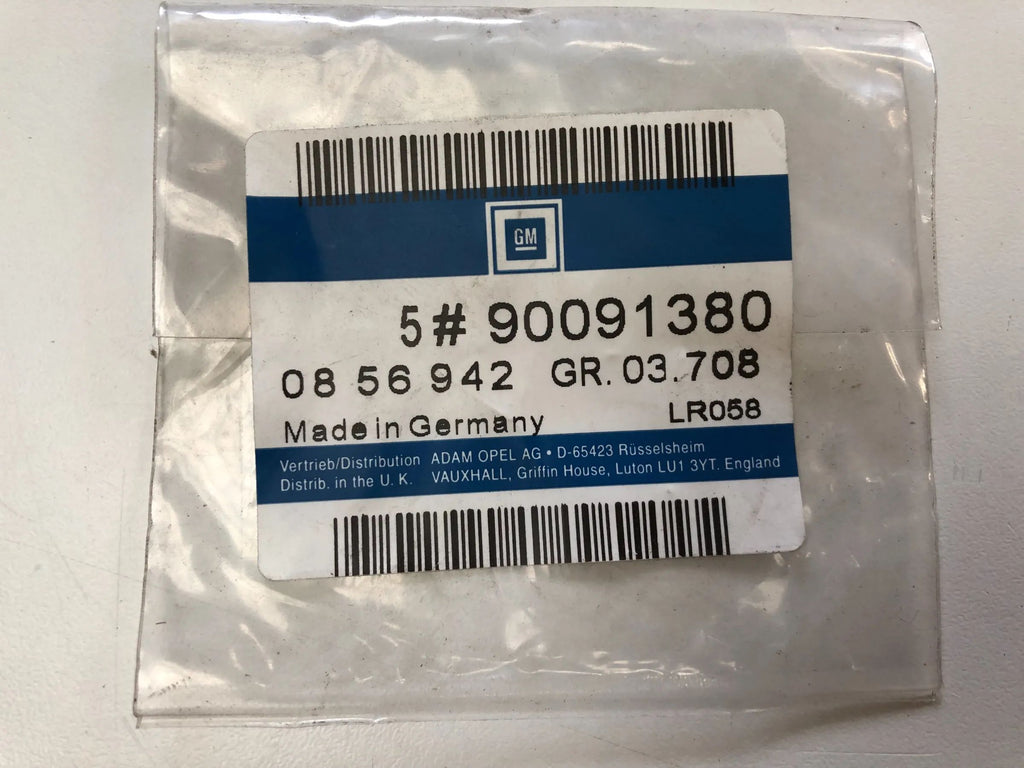 GM
5# 90091380
08 56 942 GR. 03.708
Made in Germany LR058
Vertrieb/Distribution ADAM OPEL AG • D-65423 Rüsselsheim
Distrib. in the U. K. VAUXHALL, Griffin House, Luton LU1 3YT. England